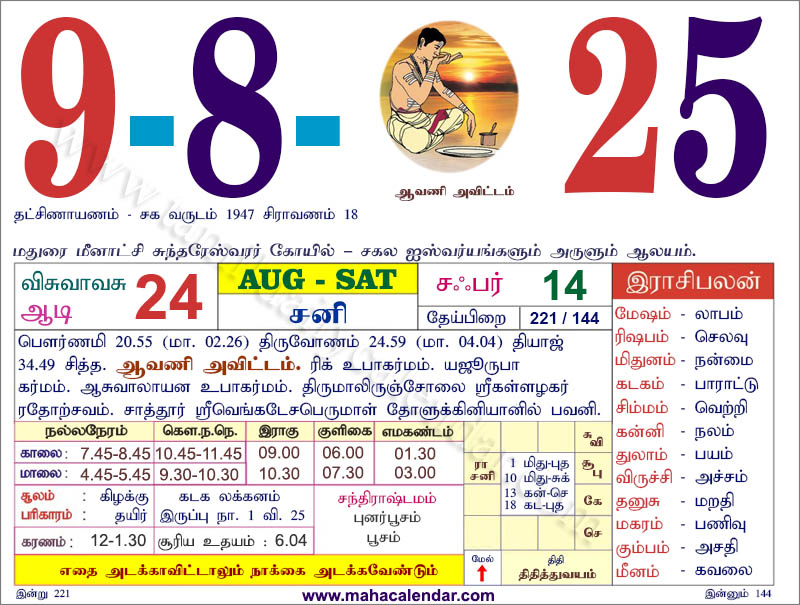 9-8- 25
ஆவணி அவிட்டம்
தட்சிணாயணம் - சக வருடம் 1947 சிராவணம் 18
மதுரை மீனாட்சி சுந்தரேஸ்வரர் கோயில் – சகல ஐஸ்வர்யங்களும் அருளும் ஆலயம்.
விசுவாவசு
ஆடி
24
AUG - SAT
சனி
சஃபர்
14
தேய்பிறை
221 / 144
பௌர்ணமி 20.55 (மா. 02.26) திருவோணம் 24.59 (மா. 04.04) தியாஜ்
34.49 சித்த. ஆவணி அவிட்டம். ரிக் உபாகர்மம். யஜூருபா
கர்மம். ஆசுவாலாயன உபாகர்மம். திருமாலிருஞ்சோலை ஸ்ரீகள்ளழகர்
ரதோற்சவம். சாத்தூர் ஸ்ரீவெங்கடேசபெருமாள் தோளுக்கினியானில் பவனி.
நல்லநேரம் கௌ.ந.நெ. இராகு குளிகை எமகண்டம்
காலை: 7.45-8.45 10.45-11.45 09.00 06.00 01.30
மாலை: 4.45-5.45 9.30-10.30 10.30 07.30 03.00
சூலம் : கிழக்கு
பரிகாரம் : தயிர்
கடக லக்கனம்
இருப்பு நா. 1 வி. 25
கரணம் : 12-1.30
சூரிய உதயம் : 6.04
சந்திராஷ்டமம்
புனர்பூசம்
பூசம்
எதை அடக்காவிட்டாலும் நாக்கை அடக்கவேண்டும்
சு வி
ரா சனி
1 மிது-புத
10 மிது-சுக்
13 கன்-செ
18 கட-புத
சூ பு
கே
செ
மேல்
↑
திதி
திதித்துவயம்
இராசிபலன்
மேஷம் - லாபம்
ரிஷபம் - செலவு
மிதுனம் - நன்மை
கடகம் - பாராட்டு
சிம்மம் - வெற்றி
கன்னி - நலம்
துலாம் - பயம்
விருச்சி - அச்சம்
தனுசு - மறதி
மகரம் - பணிவு
கும்பம் - அசதி
மீனம் - கவலை
இன்று 221
www.mahacalendar.com
இன்னும் 144